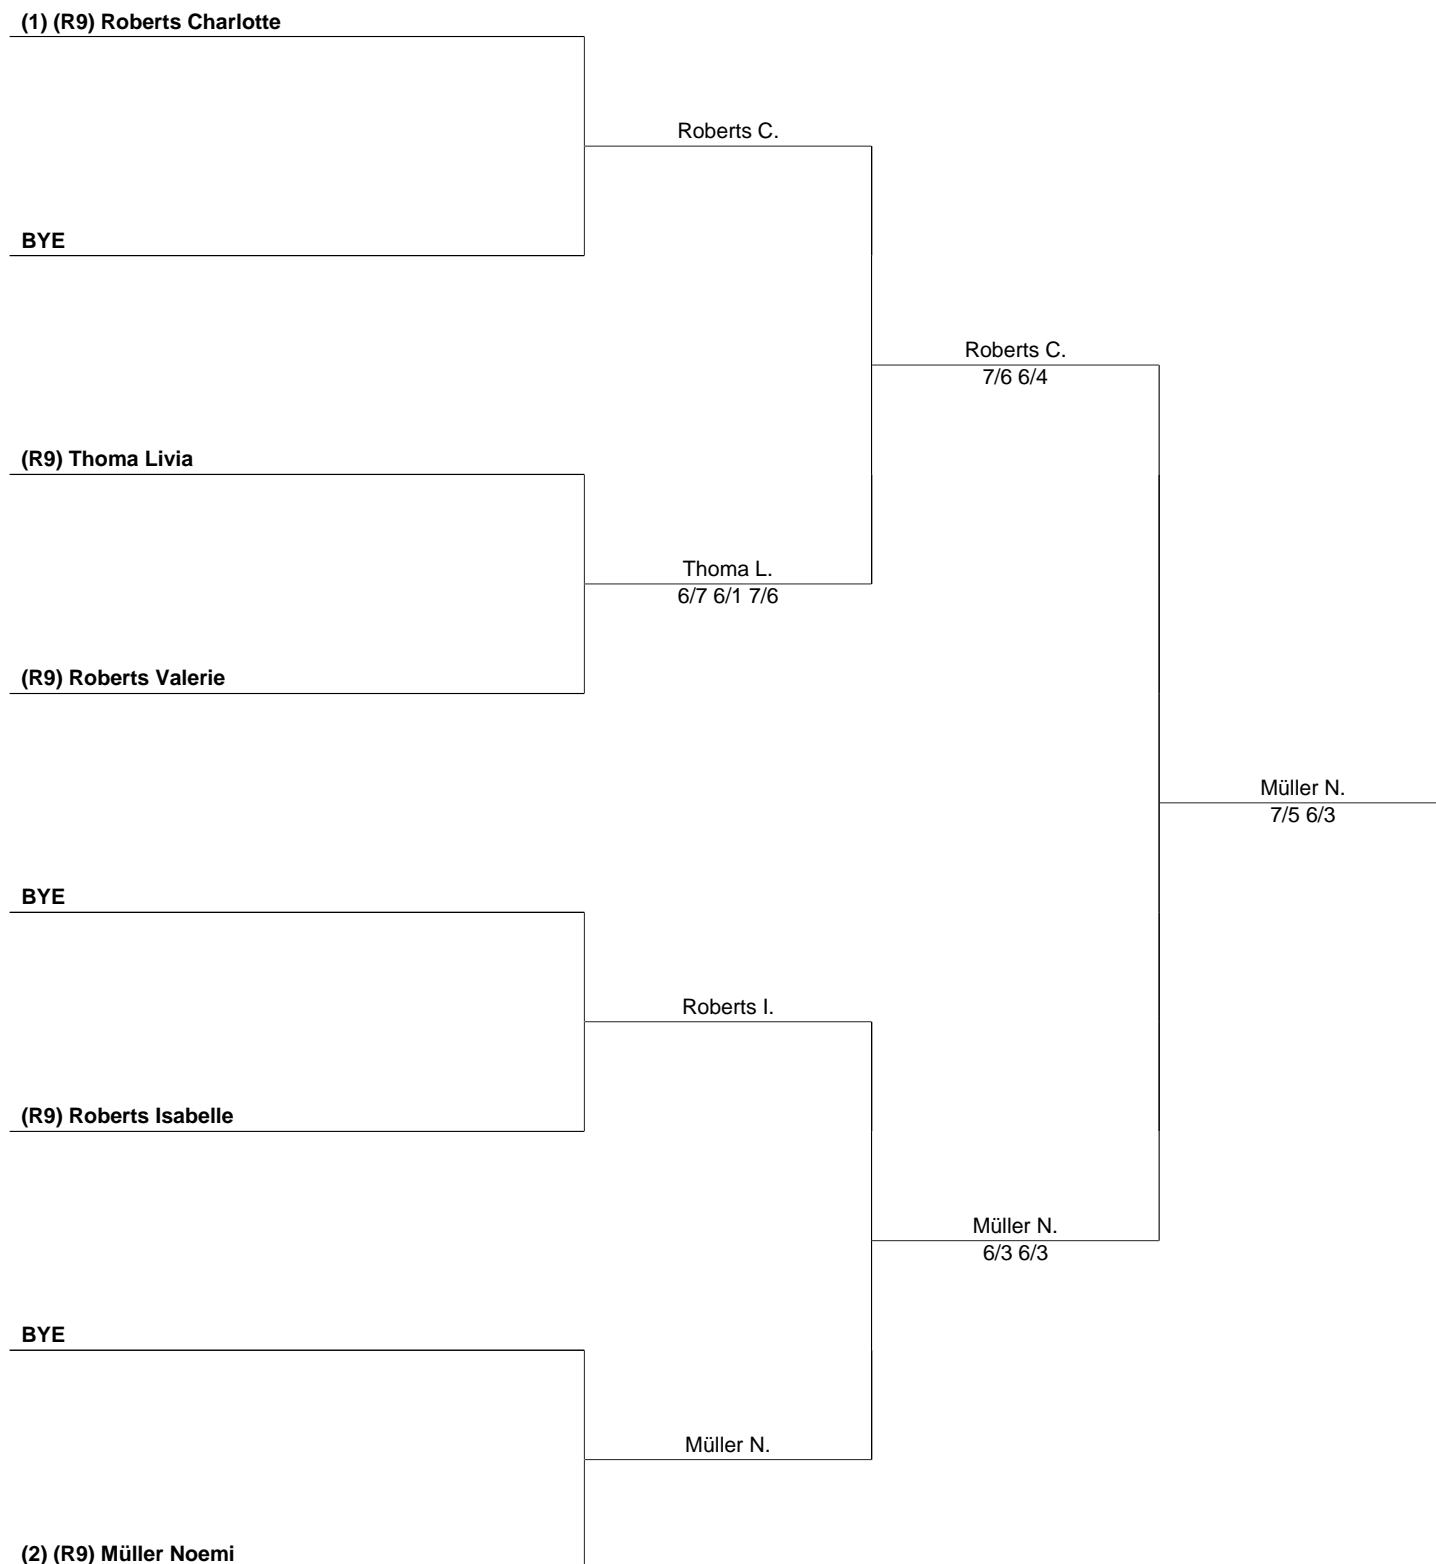 (1) (R9) Roberts Charlotte
Roberts C.
BYE
Roberts C.
7/6 6/4
(R9) Thoma Livia
Thoma L.
6/7 6/1 7/6
(R9) Roberts Valerie
Müller N.
7/5 6/3
BYE
Roberts I.
(R9) Roberts Isabelle
Müller N.
6/3 6/3
BYE
Müller N.
(2) (R9) Müller Noemi